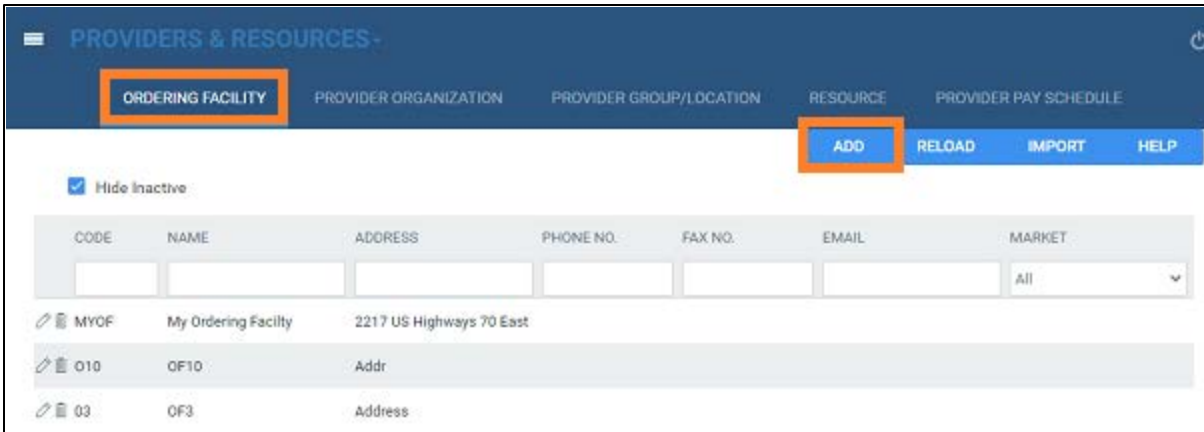 PROVIDERS & RESOURCES
ORDERING FACILITY PROVIDER ORGANIZATION PROVIDER GROUP/LOCATION RESOURCE PROVIDER PAY SCHEDULE
ADD RELOAD IMPORT HELP
Hide Inactive
CODE NAME ADDRESS PHONE NO. FAX NO. EMAIL MARKET
All
MYOF My Ordering Facilty 2217 US Highways 70 East
O10 OF10 Addr
03 OF3 Address